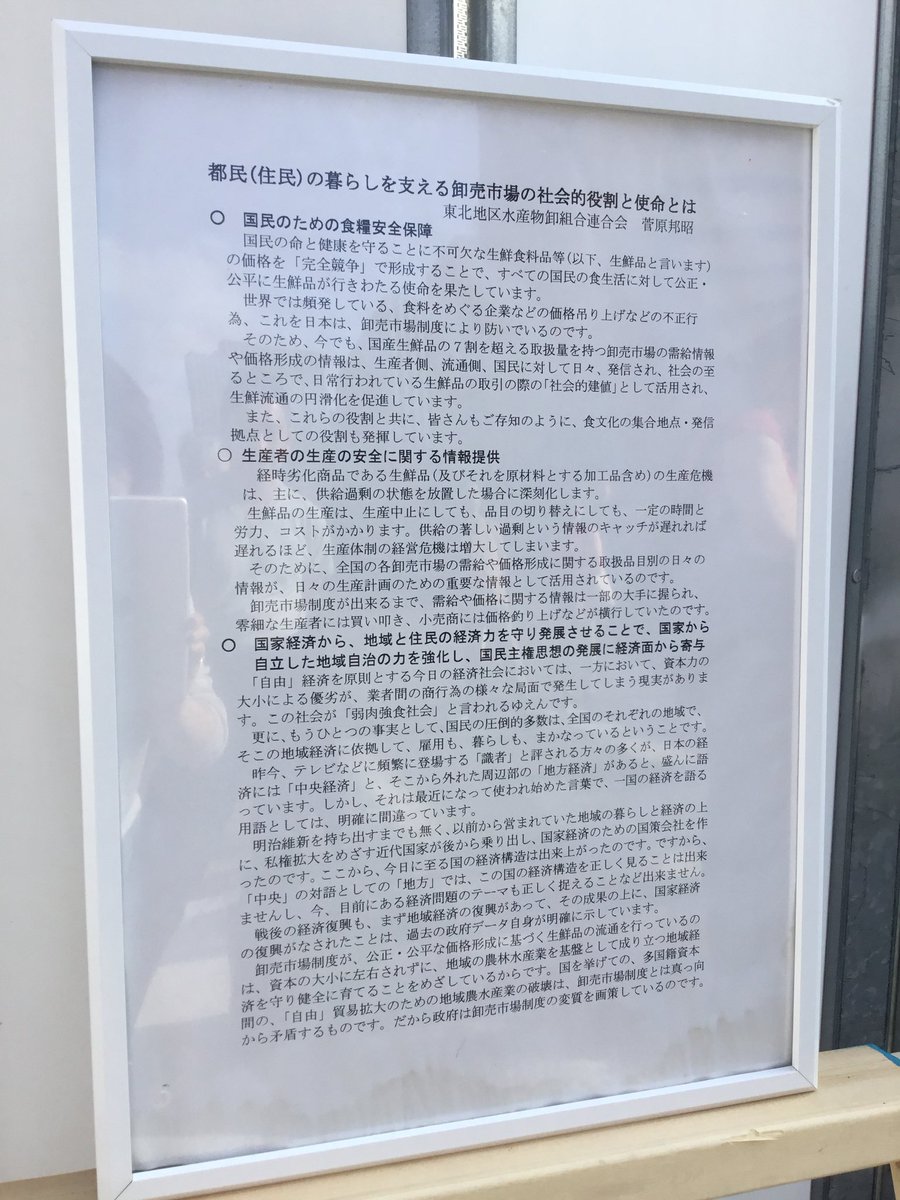 都民(住民)の暮らしを支える卸売市場の社会的役割と使命とは
東北地区水産物卸組合連合会　菅原邦昭
○　国民のための食糧安全保障
国民の命と健康を守ることに不可欠な生鮮食料品等(以下、生鮮品と言います)
の価格を「完全競争」で形成することで、すべての国民の食生活に対して公正・
公平に生鮮品が行きわたる使命を果たしています。
世界では頻発している、食料をめぐる企業などの価格吊り上げなどの不正行
為、これを日本は、卸売市場制度により防いでいるのです。
そのため、今でも、国産生鮮品の７割を超える取扱量を持つ卸売市場の需給情報
や価格形成の情報は、生産者側、流通側、国民に対して日々、発信され、社会の至
るところで、日常行われている生鮮品の取引の際の「社会的建値」として活用され、
生鮮流通の円滑化を促進しています。
また、これらの役割と共に、皆さんもご存知のように、食文化の集合地点・発信
拠点としての役割も発揮しています。
○　生産者の生産の安全に関する情報提供
経時劣化商品である生鮮品(及びそれを原材料とする加工品含め)の生産危機
は、主に、供給過剰の状態を放置した場合に深刻化します。
生鮮品の生産は、生産中止にしても、品目の切り替えにしても、一定の時間と
労力、コストがかかります。供給の著しい過剰という情報のキャッチが遅れれば
遅れるほど、生産体制の経営危機は増大してしまいます。
そのために、全国の各卸売市場の需給や価格形成に関する取扱品目別の日々の
情報が、日々の生産計画のための重要な情報として活用されているのです。
卸売市場制度が出来るまで、需給や価格に関する情報は一部の大手に握られ、
零細な生産者には買い叩き、小売商には価格釣り上げなどが横行していたのです。
○　国家経済から、地域と住民の経済力を守り発展させることで、国家から
自立した地域自治の力を強化し、国民主権思想の発展に経済面から寄与
「自由」経済を原則とする今日の経済社会においては、一方において、資本力の
大小による優劣が、業者間の商行為の様々な局面で発生してしまう現実がありま
す。この社会が「弱肉強食社会」と言われるゆえんです。
更に、もうひとつの事実として、国民の圧倒的多数は、全国のそれぞれの地域で、
そこの地域経済に依拠して、雇用も、暮らしも、まかなっているということです。
昨今、テレビなどに頻繁に登場する「識者」と評される方々の多くが、日本の経
済には「中央経済」と、そこから外れた周辺部の「地方経済」があると、盛んに語
っています。しかし、それは最近になって使われ始めた言葉で、一国の経済を語る
用語としては、明確に間違っています。
明治維新を持ち出すまでも無く、以前から営まれていた地域の暮らしと経済の上
に、私権拡大をめざす近代国家が後から乗り出し、国家経済のための国策会社を作
ったのです。ここから、今日に至る国の経済構造は出来上がったのです。ですから、
「中央」の対語としての「地方」では、この国の経済構造を正しく見ることは出来
ませんし、今、目前にある経済問題のテーマも正しく捉えることなど出来ません。
戦後の経済復興も、まず地域経済の復興があって、その成果の上に、国家経済
の復興がなされたことは、過去の政府データ自身が明確に示しています。
卸売市場制度が、公正・公平な価格形成に基づく生鮮品の流通を行っているの
は、資本の大小に左右されずに、地域の農林水産業を基盤として成り立つ地域経
済を守り健全に育てることをめざしているからです。国を挙げての、多国籍資本
間の、「自由」貿易拡大のための地域農水産業の破壊は、卸売市場制度とは真っ向
から矛盾するものです。だから政府は卸売市場制度の変質を画策しているのです。